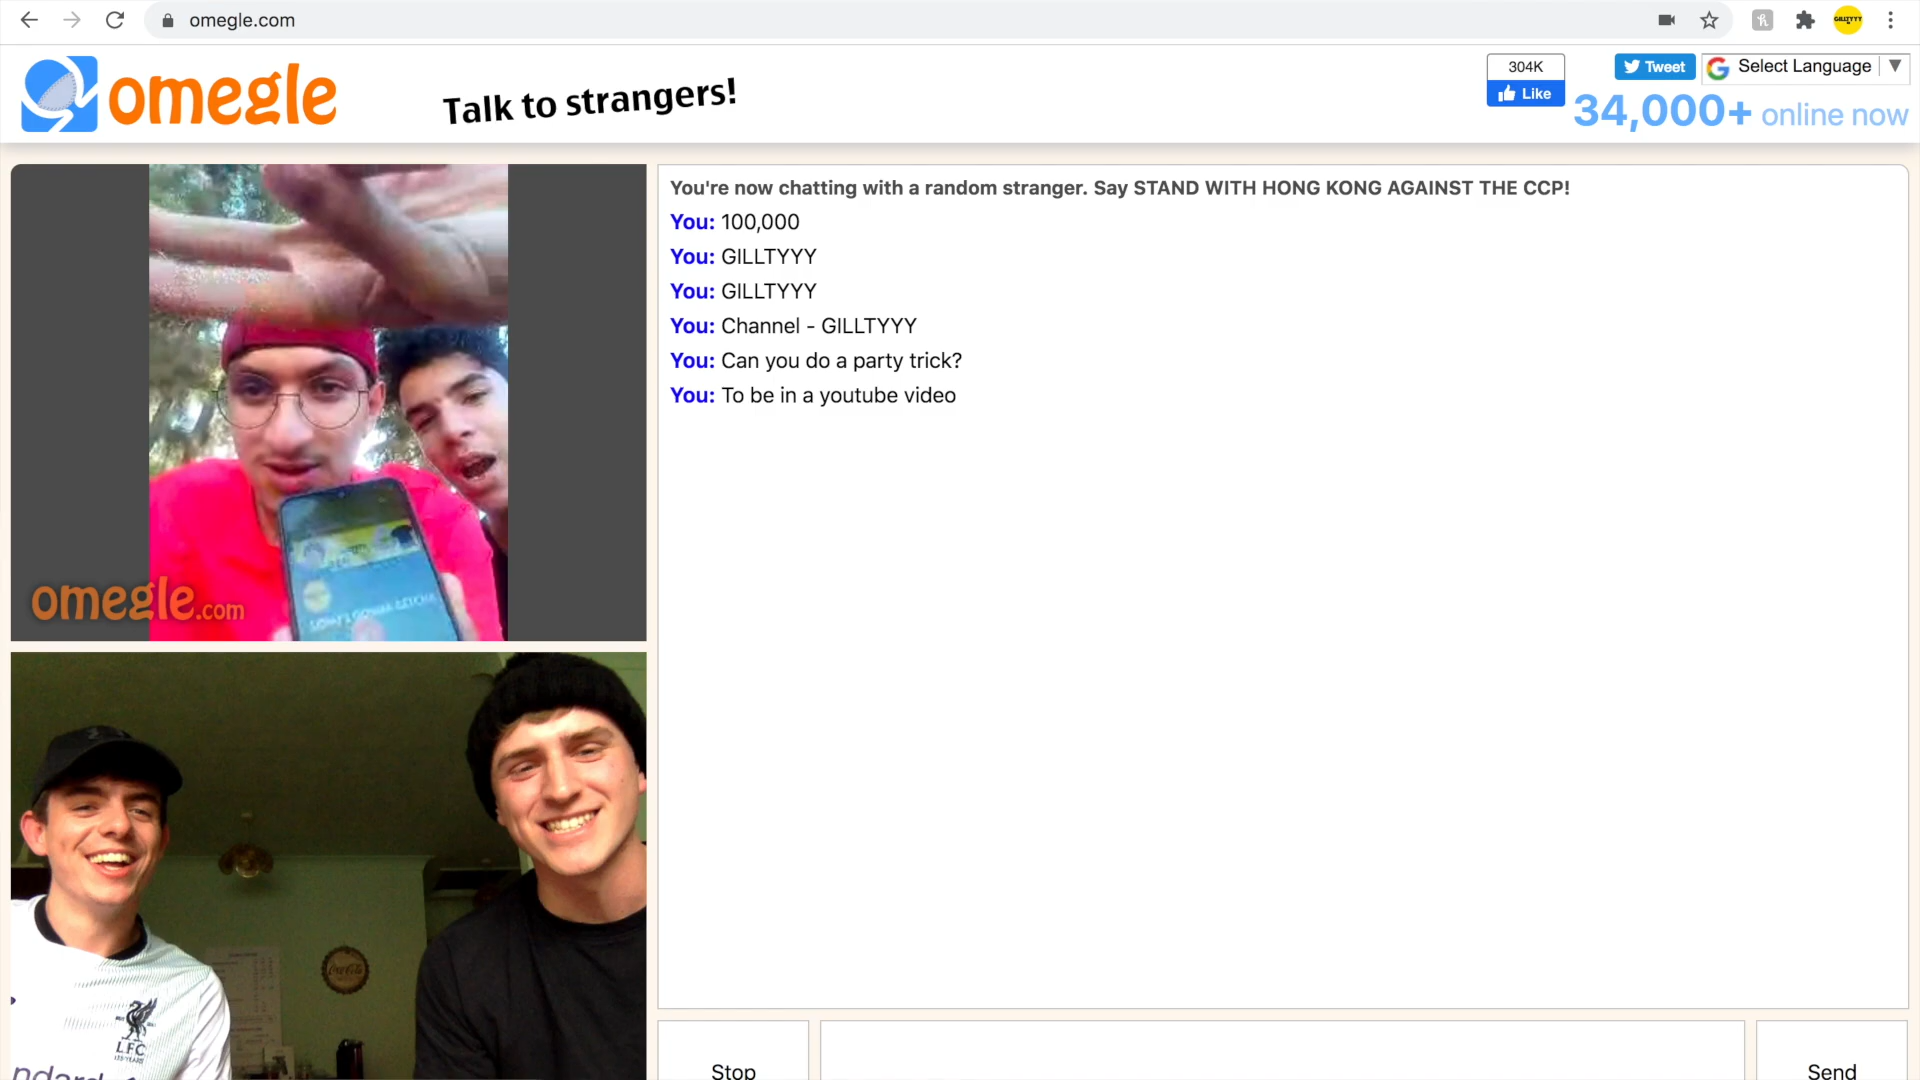 omegle.com
GILLTYYY
omegle
Talk to strangers!
304K
Like
Tweet
Select Language
34,000+ online now
omegle.com
You're now chatting with a random stranger. Say STAND WITH HONG KONG AGAINST THE CCP!
You: 100,000
You: GILLTYYY
You: GILLTYYY
You: Channel - GILLTYYY
You: Can you do a party trick?
You: To be in a youtube video
Coca-Cola
LFC
Stop
Send